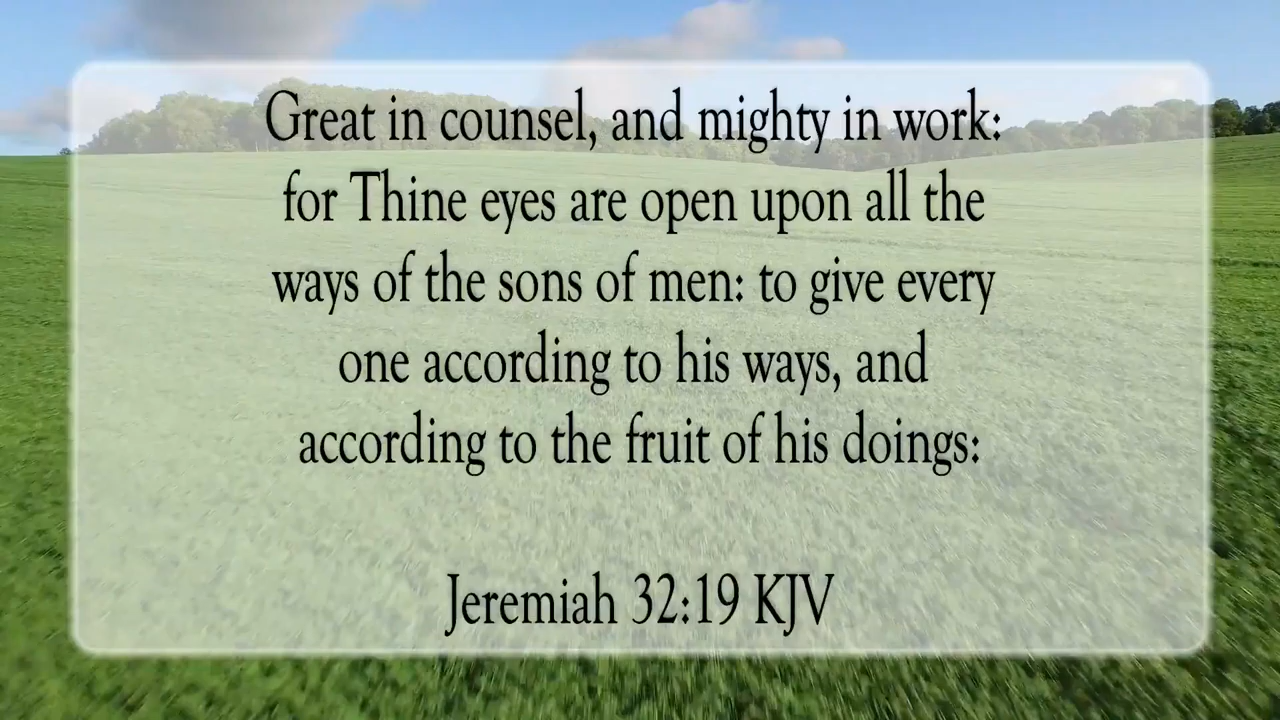 Great in counsel, and mighty in work:
for Thine eyes are open upon all the
ways of the sons of men: to give every
one according to his ways, and
according to the fruit of his doings:
Jeremiah 32:19 KJV